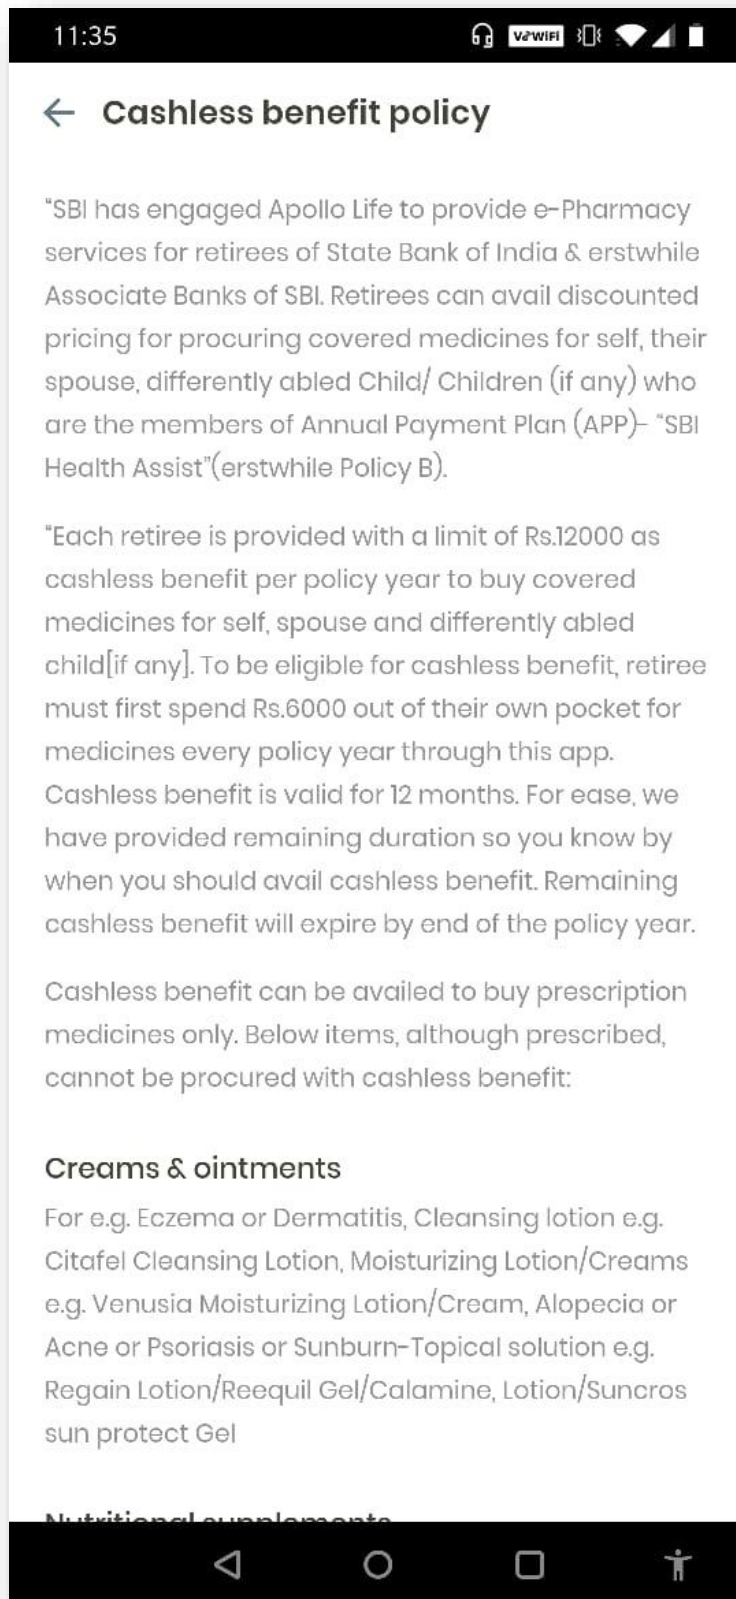 11:35
VoWiFi
Cashless benefit policy
“SBI has engaged Apollo Life to provide e-Pharmacy
services for retirees of State Bank of India & erstwhile
Associate Banks of SBI. Retirees can avail discounted
pricing for procuring covered medicines for self, their
spouse, differently abled Child/ Children (if any) who
are the members of Annual Payment Plan (APP)- “SBI
Health Assist”(erstwhile Policy B).
“Each retiree is provided with a limit of Rs.12000 as
cashless benefit per policy year to buy covered
medicines for self, spouse and differently abled
child[if any]. To be eligible for cashless benefit, retiree
must first spend Rs.6000 out of their own pocket for
medicines every policy year through this app.
Cashless benefit is valid for 12 months. For ease, we
have provided remaining duration so you know by
when you should avail cashless benefit. Remaining
cashless benefit will expire by end of the policy year.
Cashless benefit can be availed to buy prescription
medicines only. Below items, although prescribed,
cannot be procured with cashless benefit:
Creams & ointments
For e.g. Eczema or Dermatitis, Cleansing lotion e.g.
Citafel Cleansing Lotion, Moisturizing Lotion/Creams
e.g. Venusia Moisturizing Lotion/Cream, Alopecia or
Acne or Psoriasis or Sunburn-Topical solution e.g.
Regain Lotion/Reequil Gel/Calamine, Lotion/Suncros
sun protect Gel
Nutritional supplements